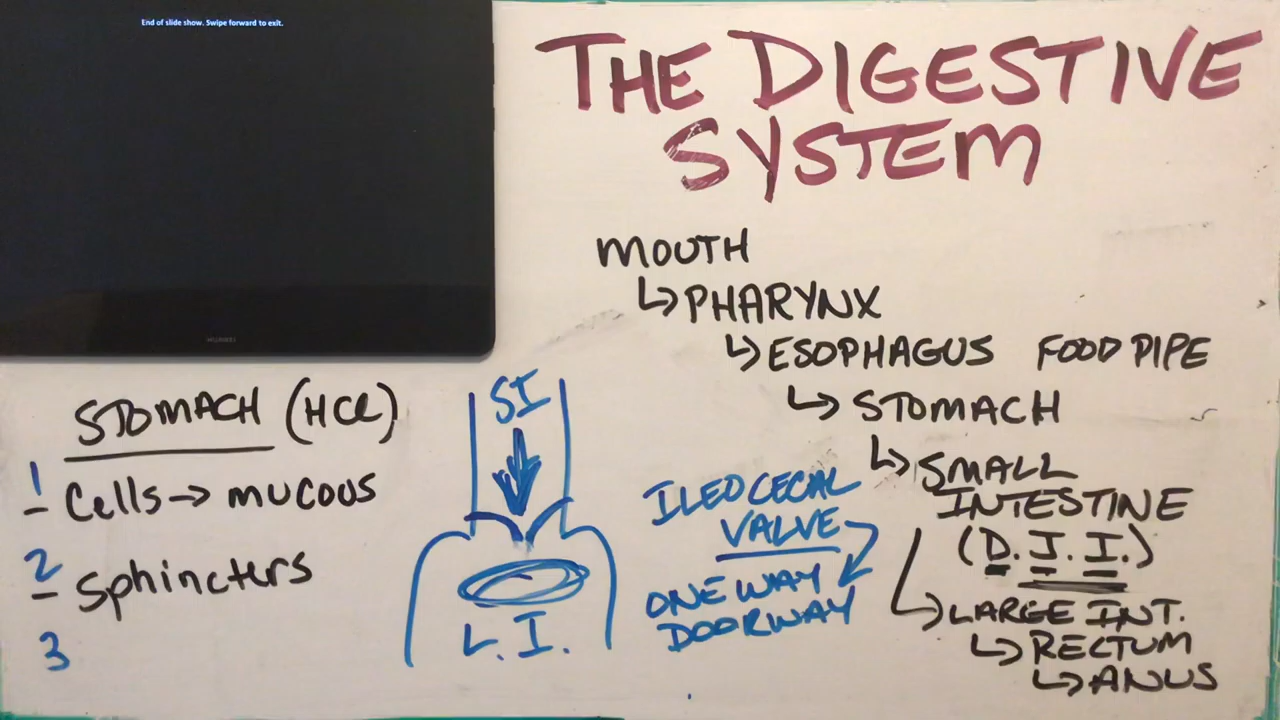 End of slide show. Swipe forward to exit.
HUAWEI
THE DIGESTIVE
SYSTEM
MOUTH
↳ PHARYNX
↳ ESOPHAGUS FOOD PIPE
↳ STOMACH
↳ SMALL
INTESTINE
(D. J. I.)
↳ LARGE INT.
↳ RECTUM
↳ ANUS
STOMACH (HCl)
1 - Cells → mucous
2 - Sphincters
3
SI
L. I.
ILEOCECAL
VALVE
ONE WAY
DOORWAY